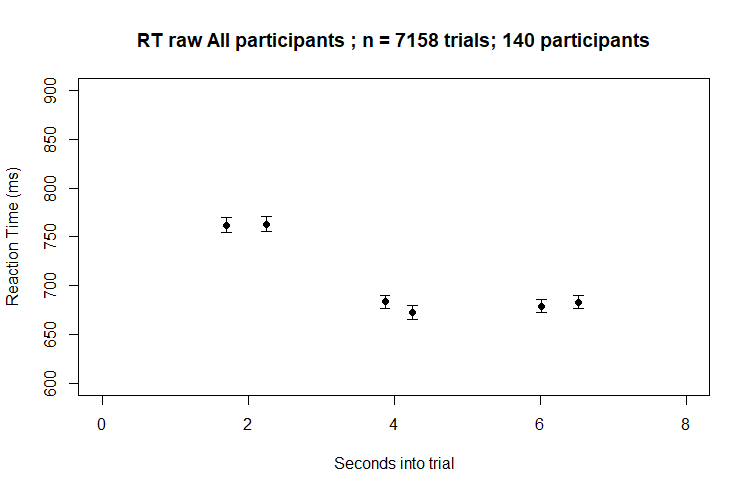 RT raw All participants ; n = 7158 trials; 140 participants
900
850
800
750
700
650
600
Reaction Time (ms)
0 2 4 6 8
Seconds into trial